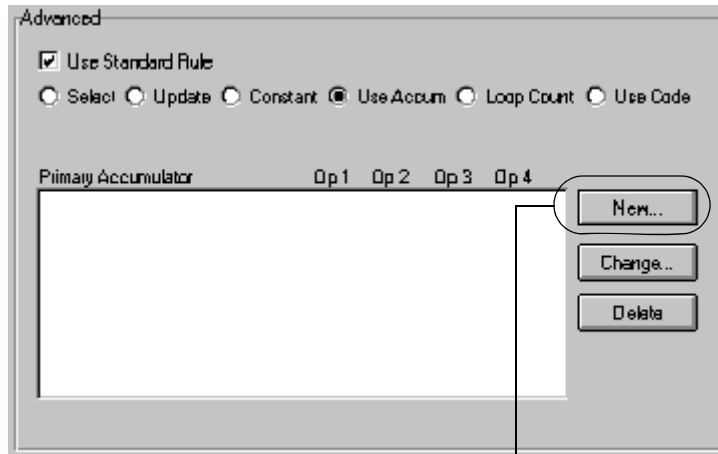 Advanced
Use Standard Rule
Select Update Constant Use Accum Loop Count Use Code
Primary Accumulator Op 1 Op 2 Op 3 Op 4
New...
Change...
Delete